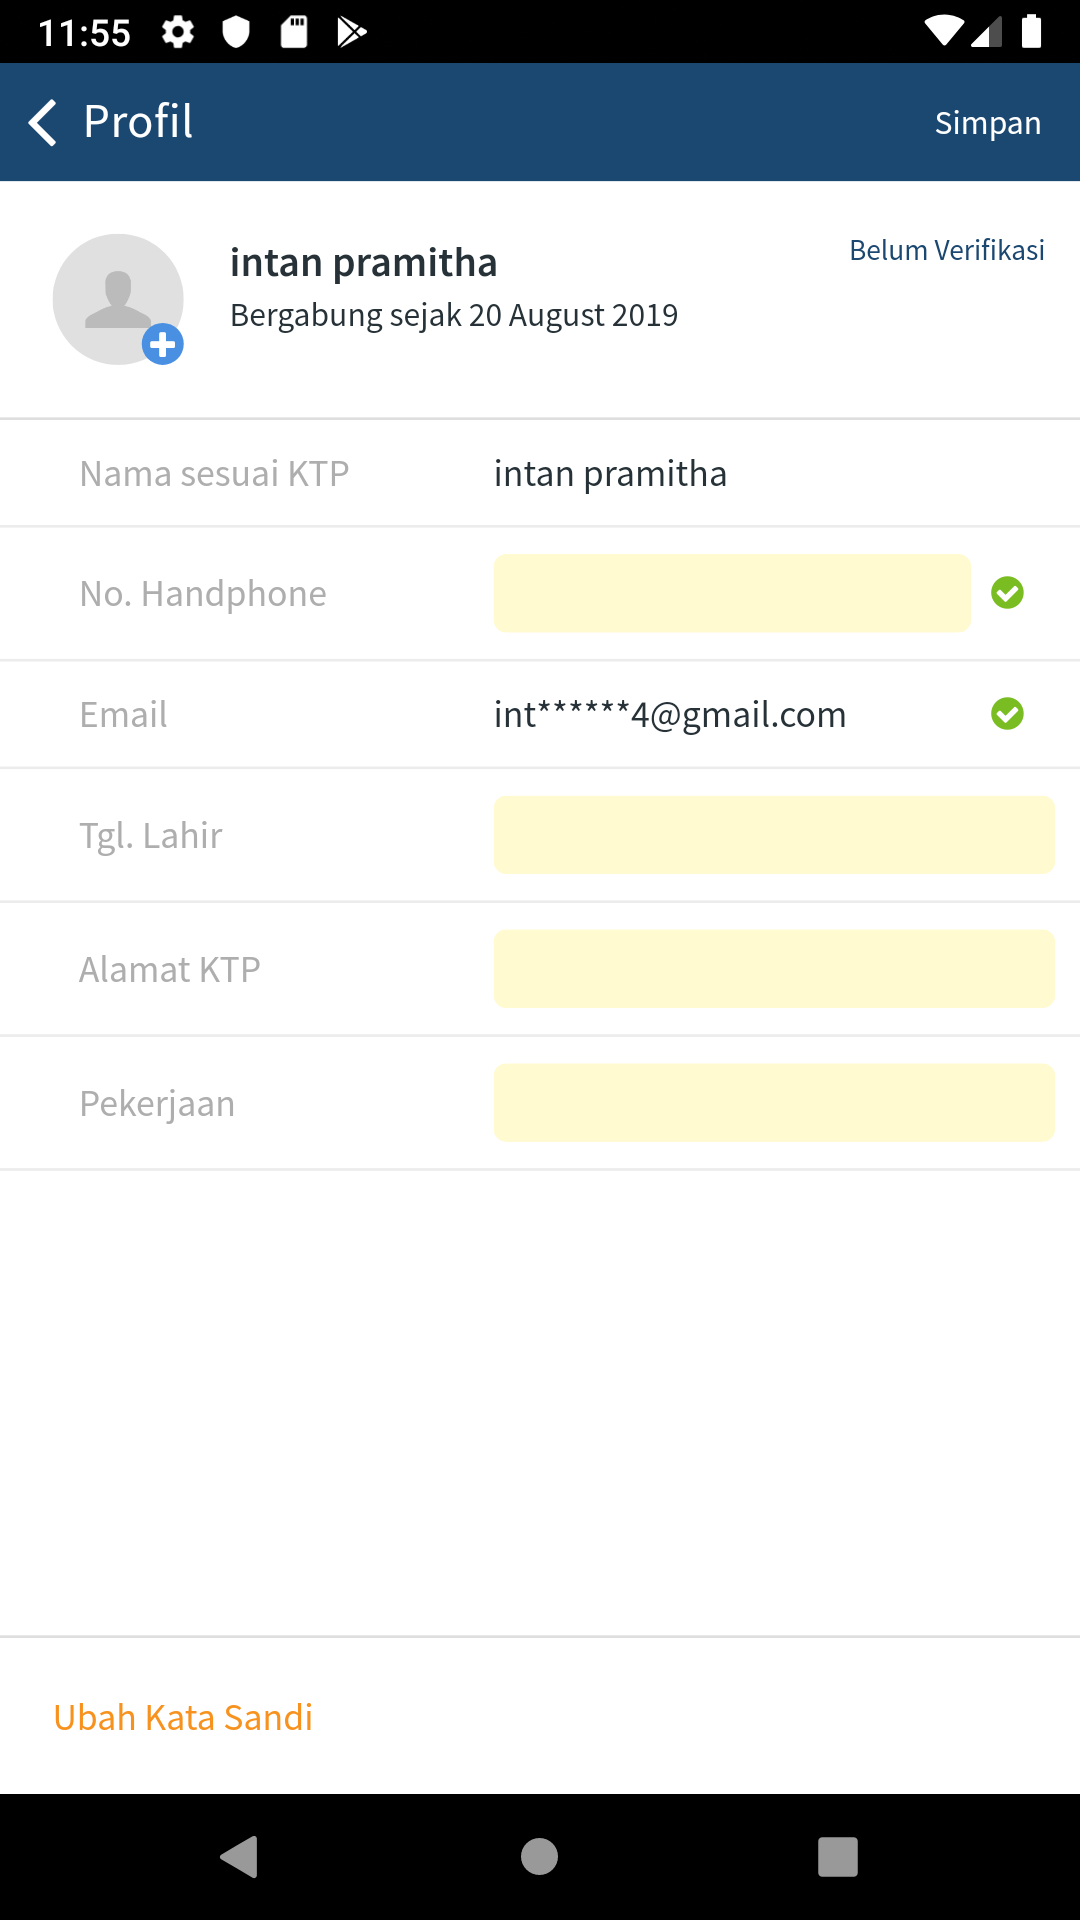 11:55
Profil
Simpan
intan pramitha
Belum Verifikasi
Bergabung sejak 20 August 2019
Nama sesuai KTP
intan pramitha
No. Handphone
Email
int******4@gmail.com
Tgl. Lahir
Alamat KTP
Pekerjaan
Ubah Kata Sandi